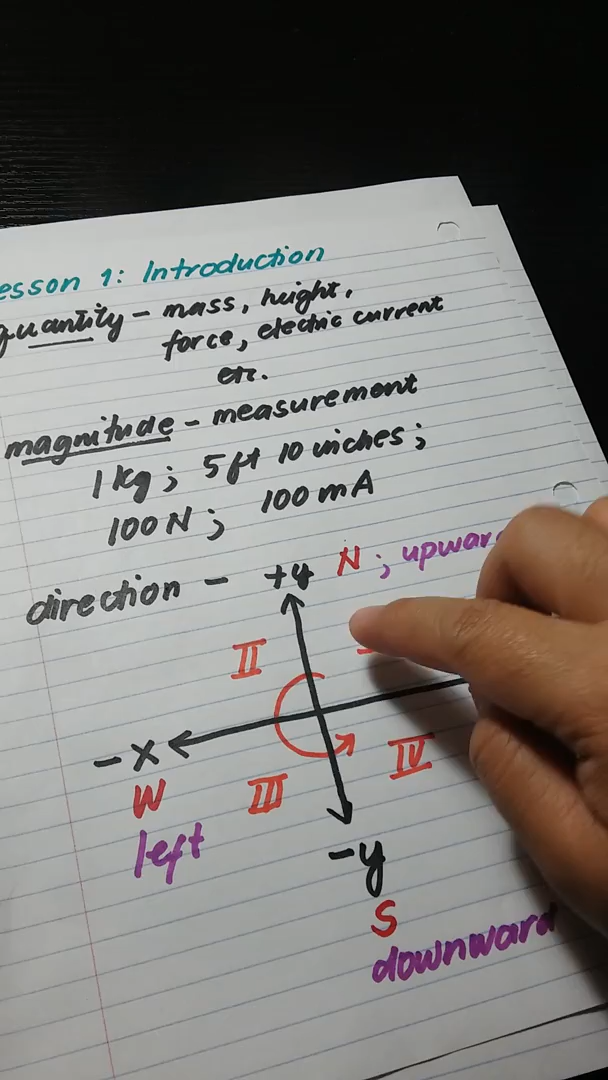 esson 1: Introduction
quantity - mass, height,
force, electric current
etc.
magnitude - measurement
1 kg ; 5 ft 10 inches ;
100 N ; 100 mA
direction - +y N ; upwar
II
- x
W
left
III
IV
-y
S
downward